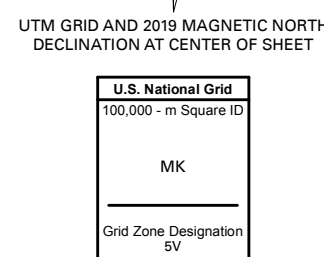 UTM GRID AND 2019 MAGNETIC NORTH
DECLINATION AT CENTER OF SHEET
U.S. National Grid
100,000 - m Square ID
MK
Grid Zone Designation
5V